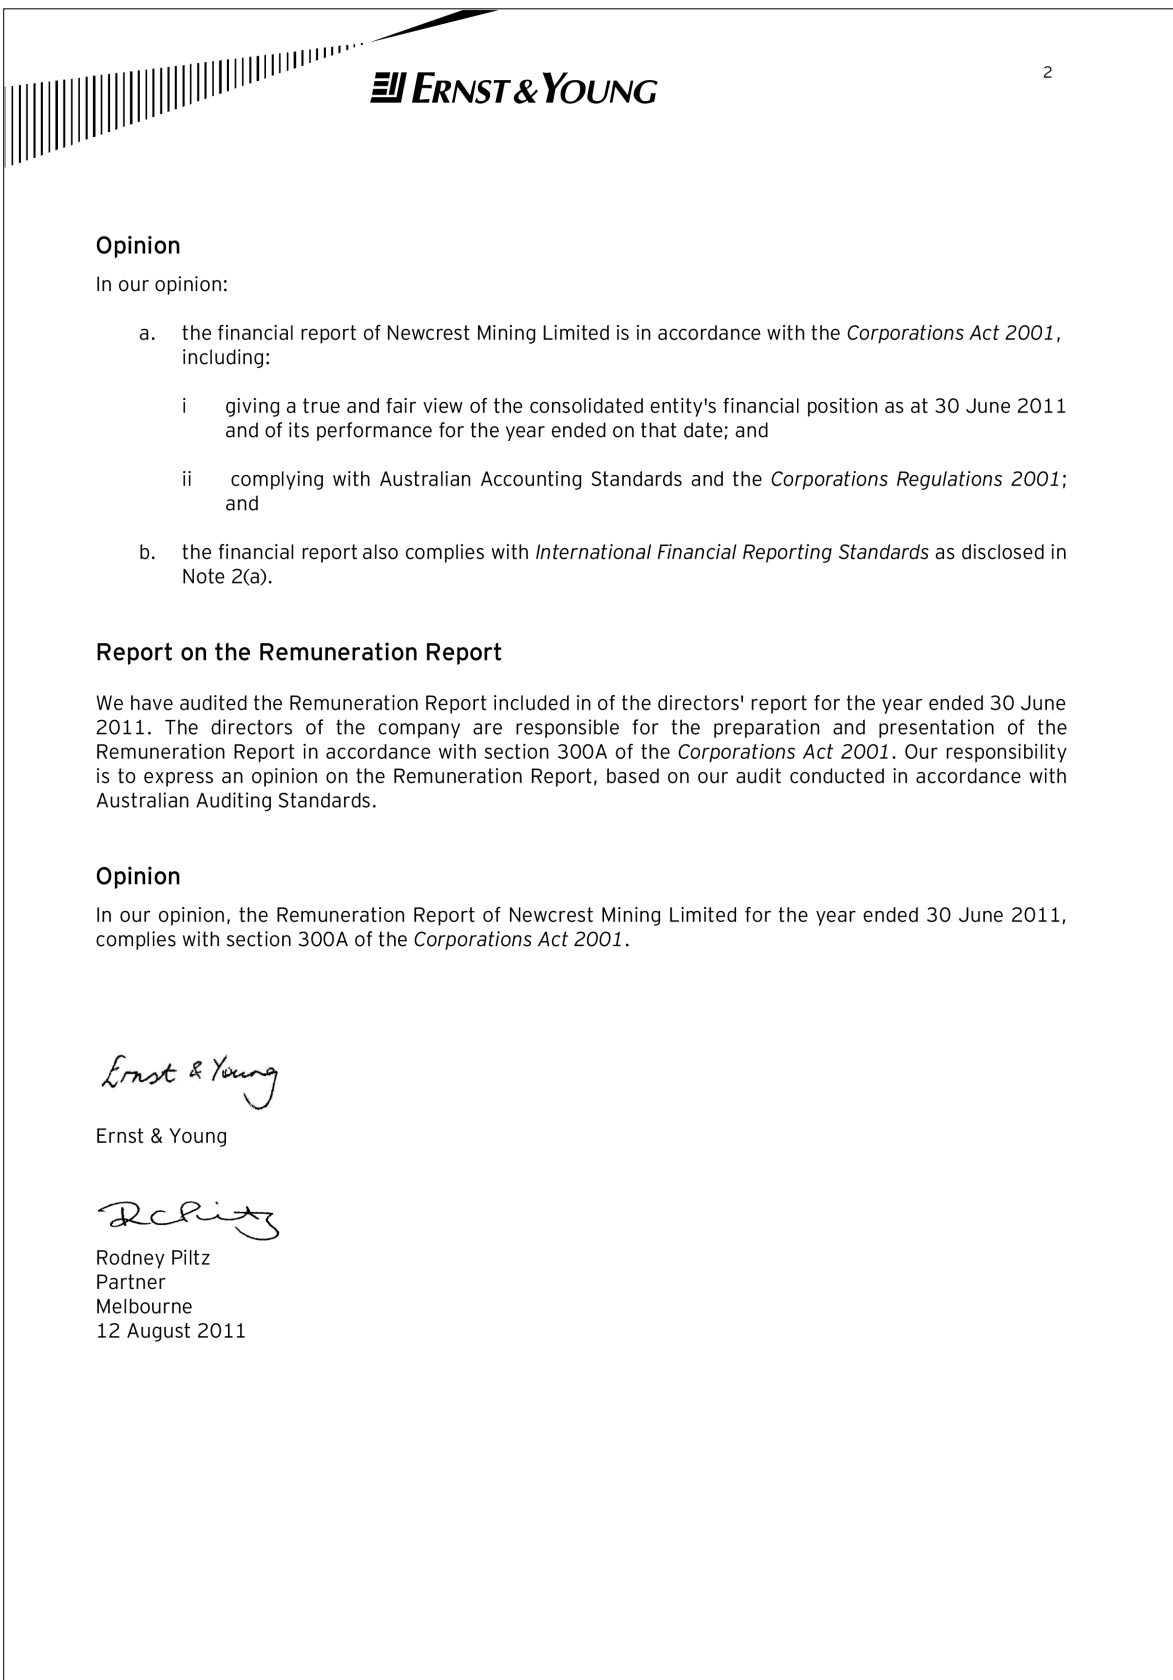 ERNST & YOUNG
2
Opinion
In our opinion:
a. the financial report of Newcrest Mining Limited is in accordance with the Corporations Act 2001,
including:
i giving a true and fair view of the consolidated entity's financial position as at 30 June 2011
and of its performance for the year ended on that date; and
ii complying with Australian Accounting Standards and the Corporations Regulations 2001;
and
b. the financial report also complies with International Financial Reporting Standards as disclosed in
Note 2(a).
Report on the Remuneration Report
We have audited the Remuneration Report included in of the directors' report for the year ended 30 June
2011. The directors of the company are responsible for the preparation and presentation of the
Remuneration Report in accordance with section 300A of the Corporations Act 2001. Our responsibility
is to express an opinion on the Remuneration Report, based on our audit conducted in accordance with
Australian Auditing Standards.
Opinion
In our opinion, the Remuneration Report of Newcrest Mining Limited for the year ended 30 June 2011,
complies with section 300A of the Corporations Act 2001.
Ernst & Young
Ernst & Young
Rodney Piltz
Partner
Melbourne
12 August 2011